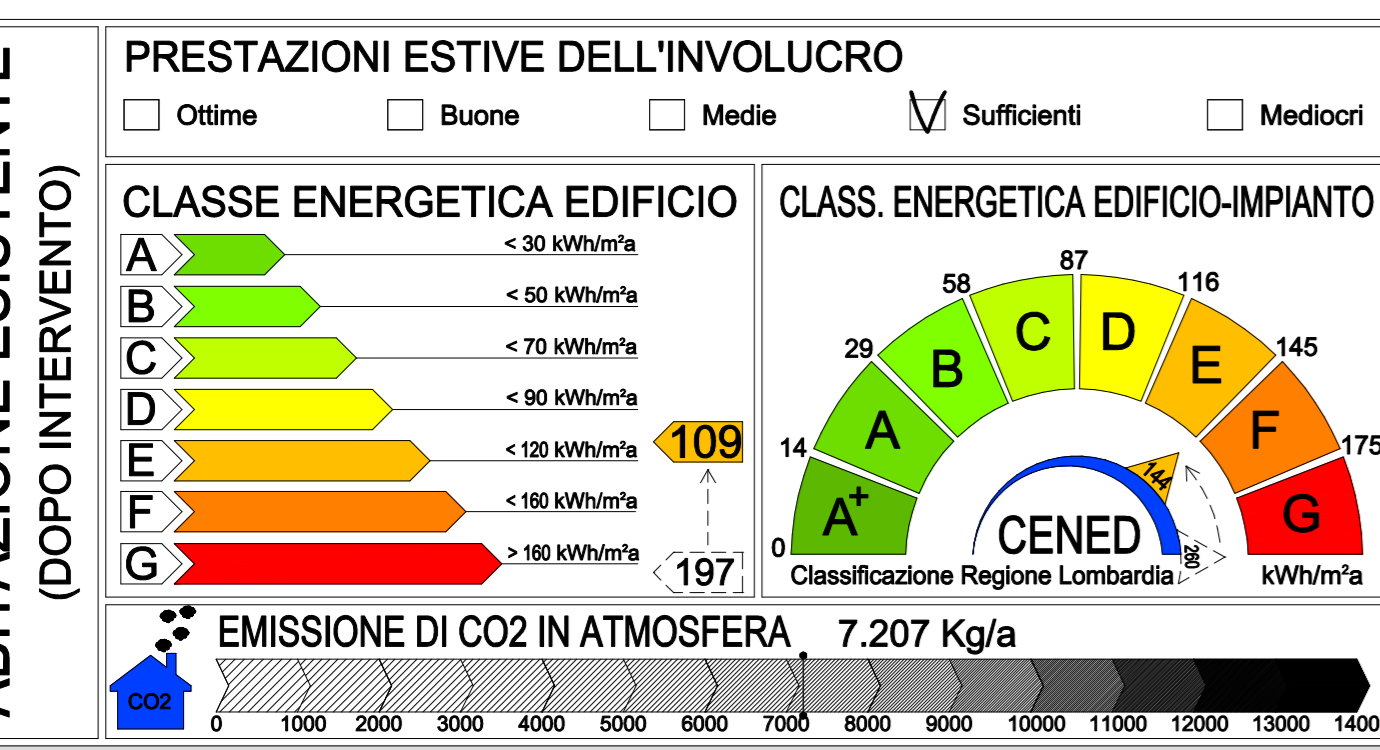 (DOPO INTERVENTO)
PRESTAZIONI ESTIVE DELL'INVOLUCRO
Ottime Buone Medie Sufficienti Mediocri
CLASSE ENERGETICA EDIFICIO
A < 30 kWh/m²a
B < 50 kWh/m²a
C < 70 kWh/m²a
D < 90 kWh/m²a
E < 120 kWh/m²a
F < 160 kWh/m²a
G > 160 kWh/m²a
109
197
CLASS. ENERGETICA EDIFICIO-IMPIANTO
0 14 29 58 87 116 145 175
A+ A B C D E F G
144
260
CENED
Classificazione Regione Lombardia
kWh/m²a
EMISSIONE DI CO2 IN ATMOSFERA 7.207 Kg/a
CO2
0 1000 2000 3000 4000 5000 6000 7000 8000 9000 10000 11000 12000 13000 1400